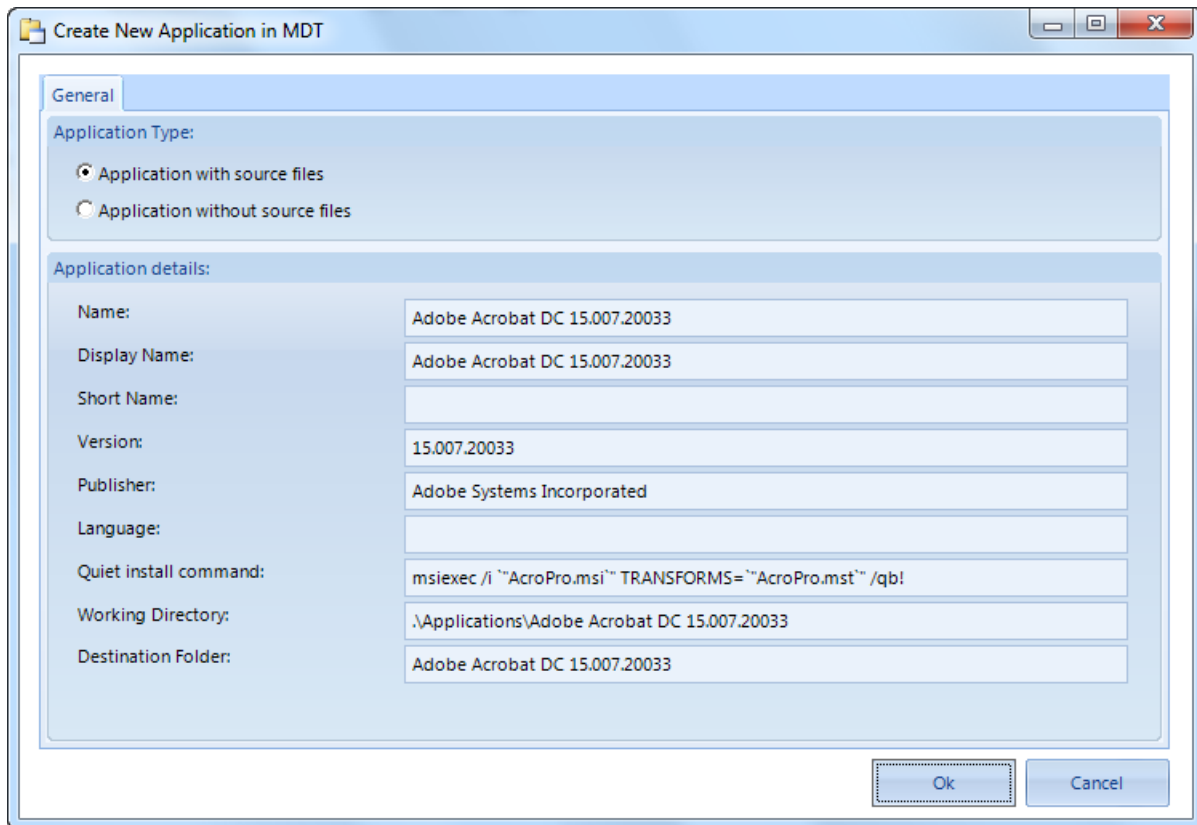 Create New Application in MDT
General
Application Type:
Application with source files
Application without source files
Application details:
Name: Adobe Acrobat DC 15.007.20033
Display Name: Adobe Acrobat DC 15.007.20033
Short Name:
Version: 15.007.20033
Publisher: Adobe Systems Incorporated
Language:
Quiet install command: msiexec /i `"AcroPro.msi`" TRANSFORMS=`"AcroPro.mst`" /qb!
Working Directory: .\Applications\Adobe Acrobat DC 15.007.20033
Destination Folder: Adobe Acrobat DC 15.007.20033
Ok Cancel